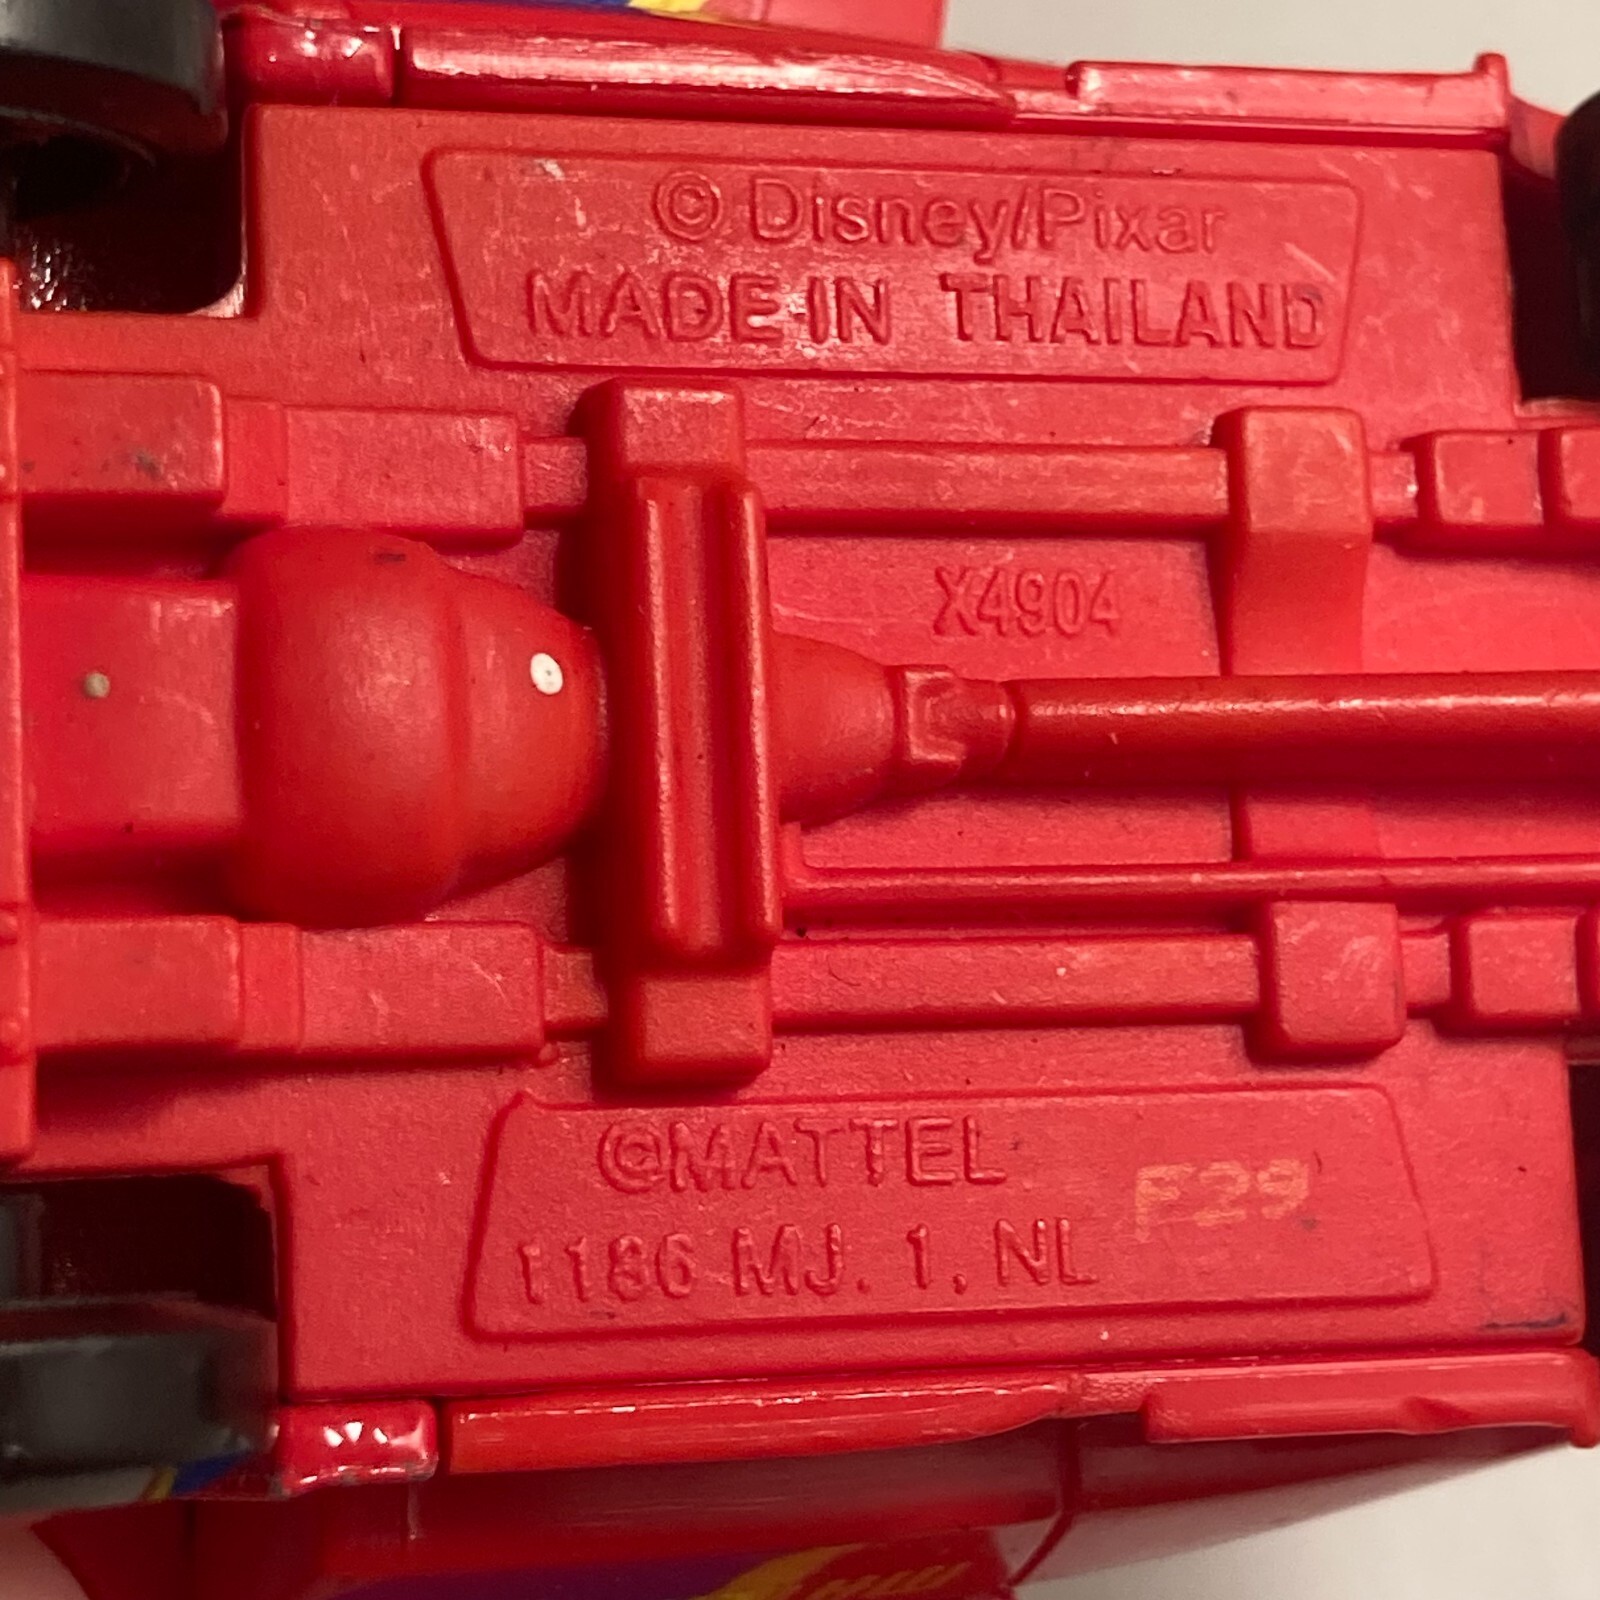 © Disney/Pixar
MADE IN THAILAND
X4904
©MATTEL
1186 MJ. 1. NL
F29